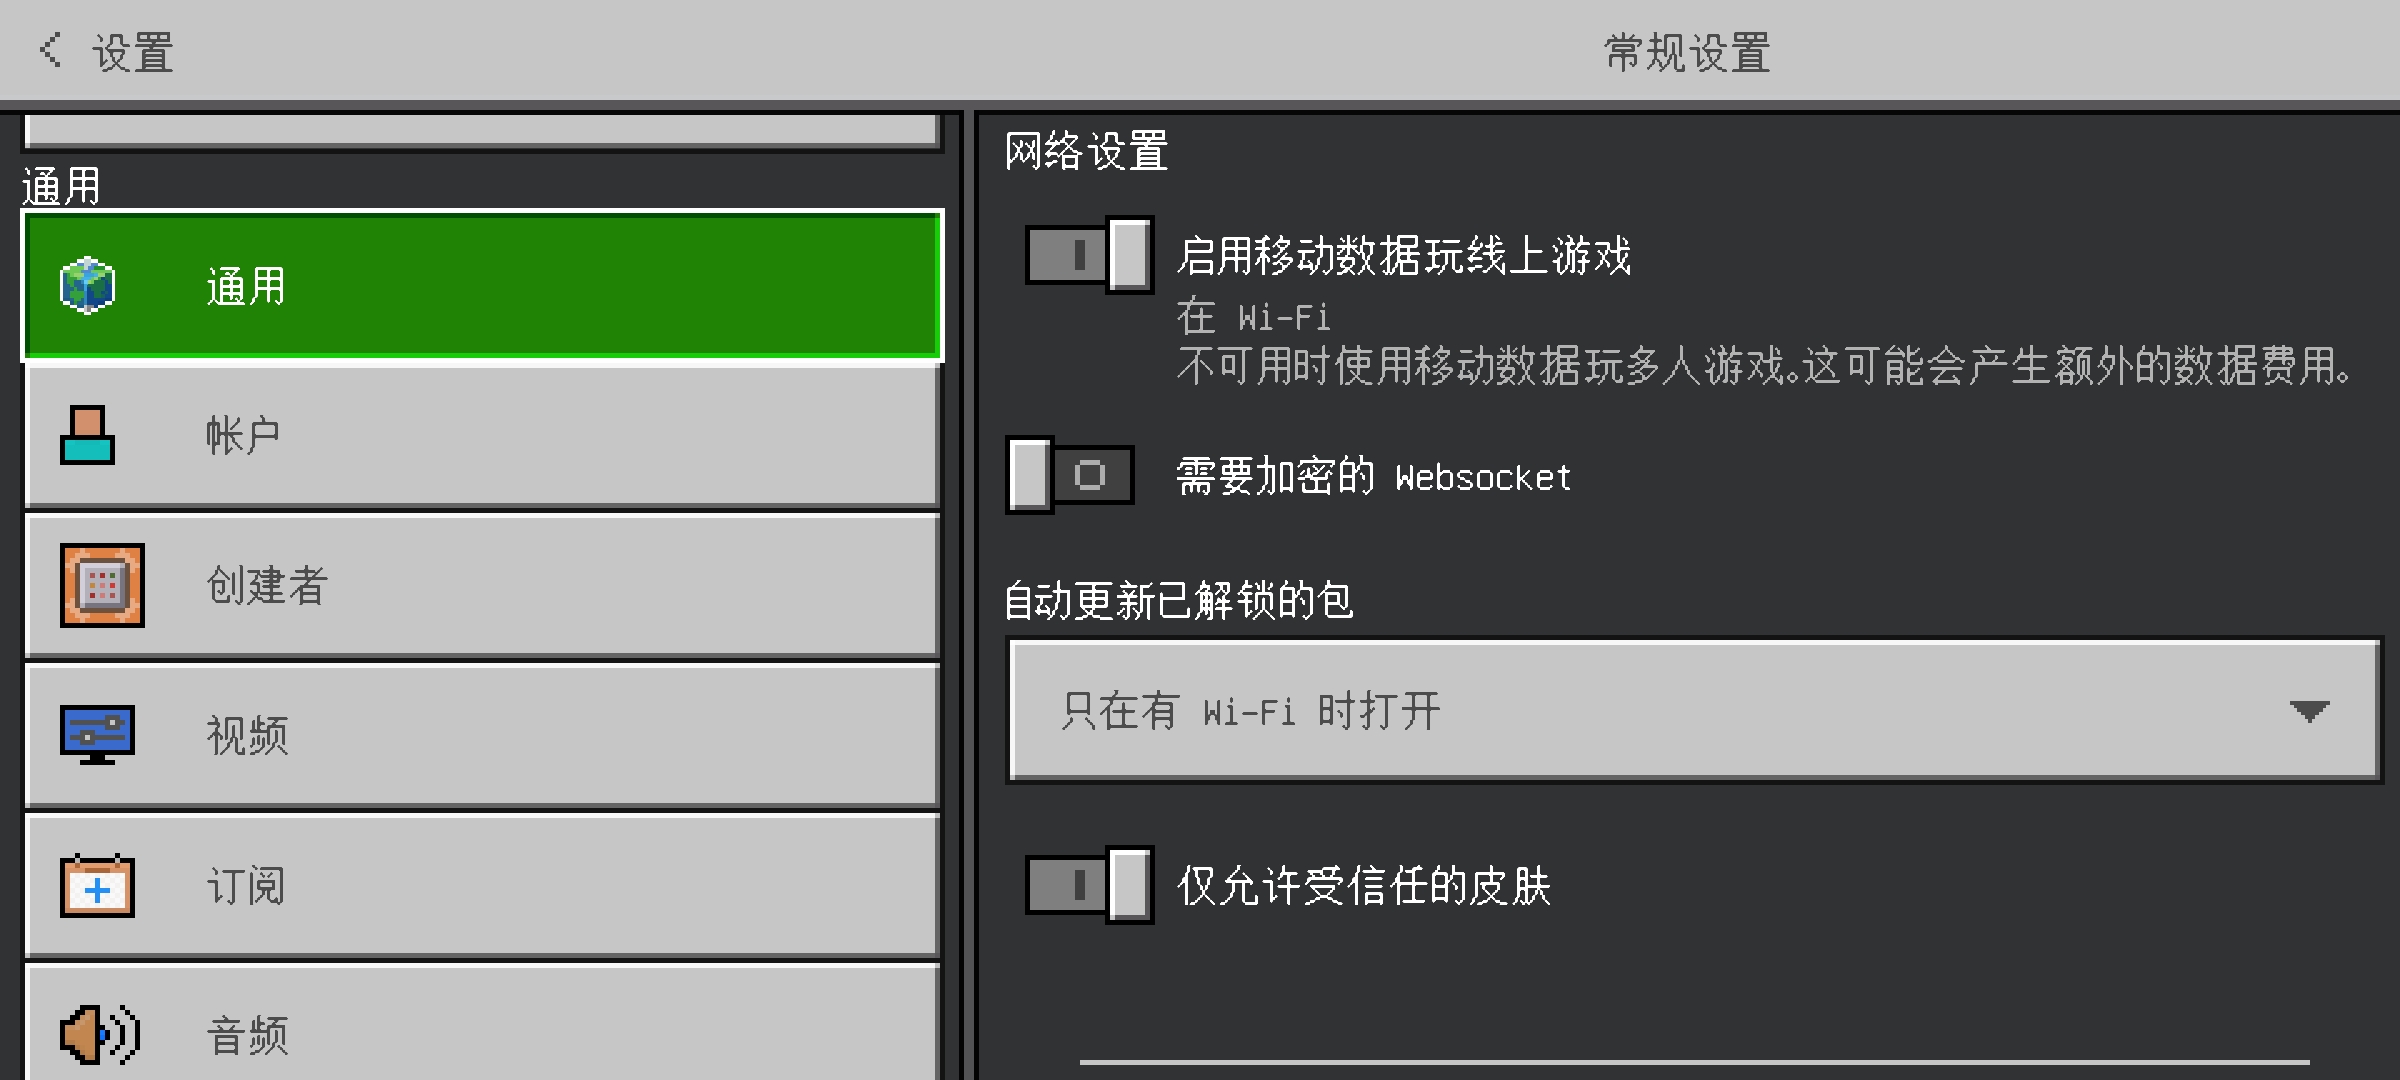 设置
常规设置
通用
通用
帐户
创建者
视频
订阅
音频
网络设置
启用移动数据玩线上游戏
在 Wi-Fi
不可用时使用移动数据玩多人游戏。这可能会产生额外的数据费用。
需要加密的 Websocket
自动更新已解锁的包
只在有 Wi-Fi 时打开
仅允许受信任的皮肤